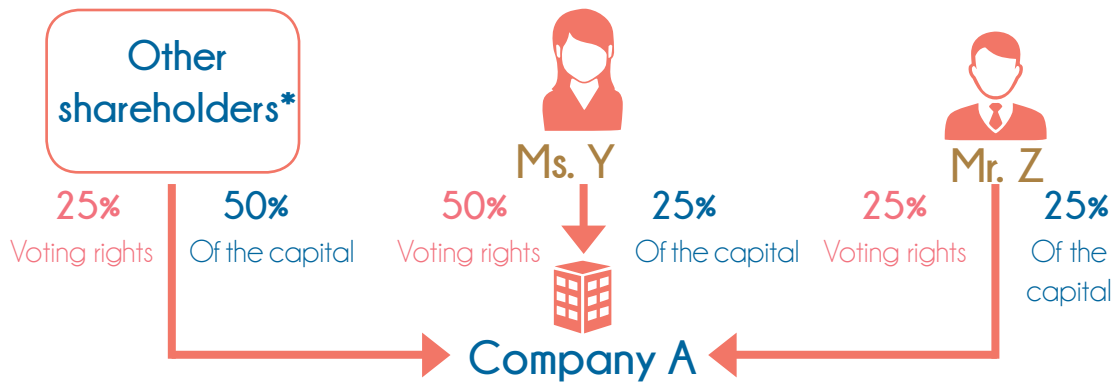 Other
shareholders*
Ms. Y
Mr. Z
25%
Voting rights
50%
Of the capital
50%
Voting rights
25%
Of the capital
25%
Voting rights
25%
Of the
capital
Company A